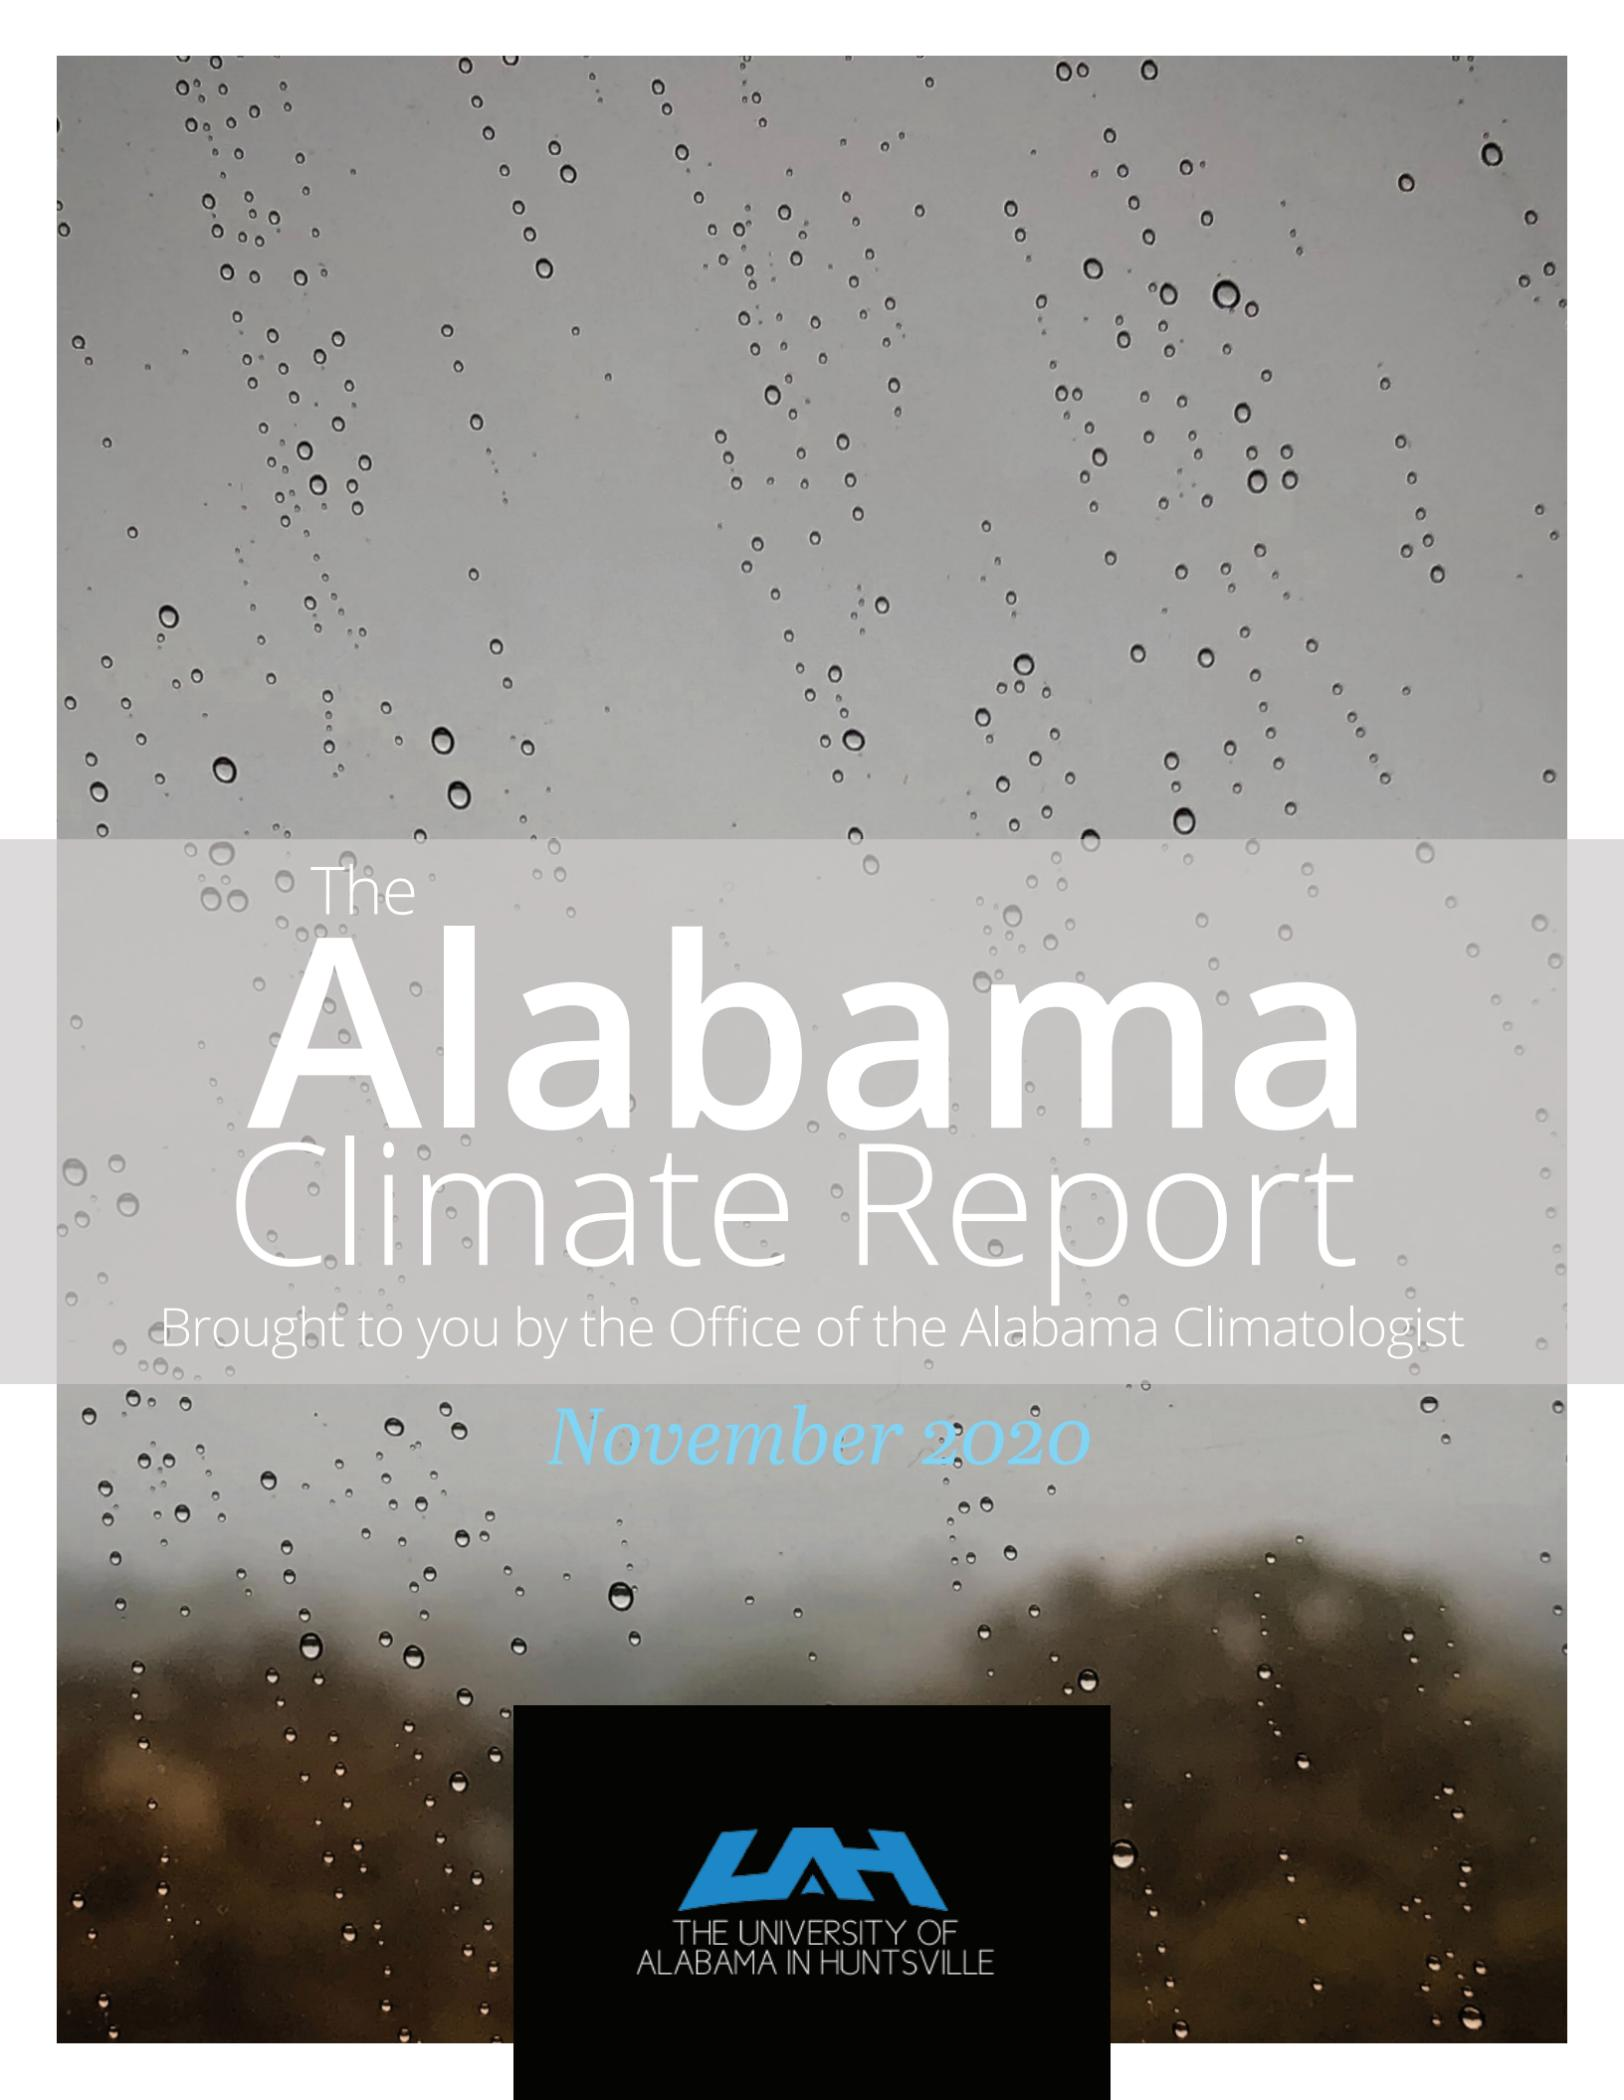 The
Alabama
Climate Report
Brought to you by the Office of the Alabama Climatologist
November 2020
UAH
THE UNIVERSITY OF
ALABAMA IN HUNTSVILLE